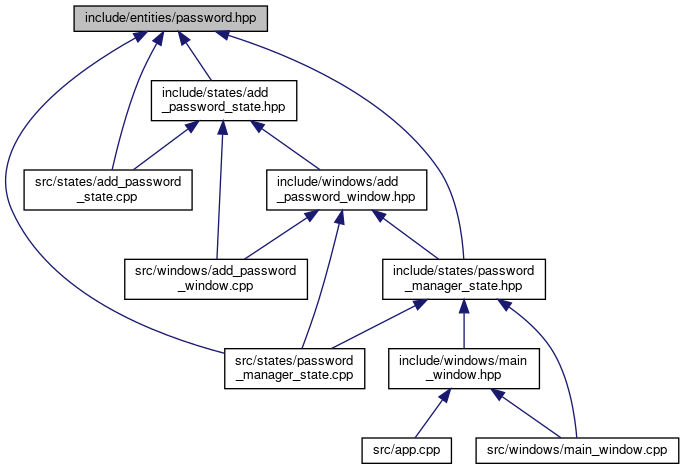 include/entities/password.hpp
include/states/add
_password_state.hpp
src/states/add_password
_state.cpp
include/windows/add
_password_window.hpp
src/windows/add_password
_window.cpp
include/states/password
_manager_state.hpp
src/states/password
_manager_state.cpp
include/windows/main
_window.hpp
src/app.cpp
src/windows/main_window.cpp